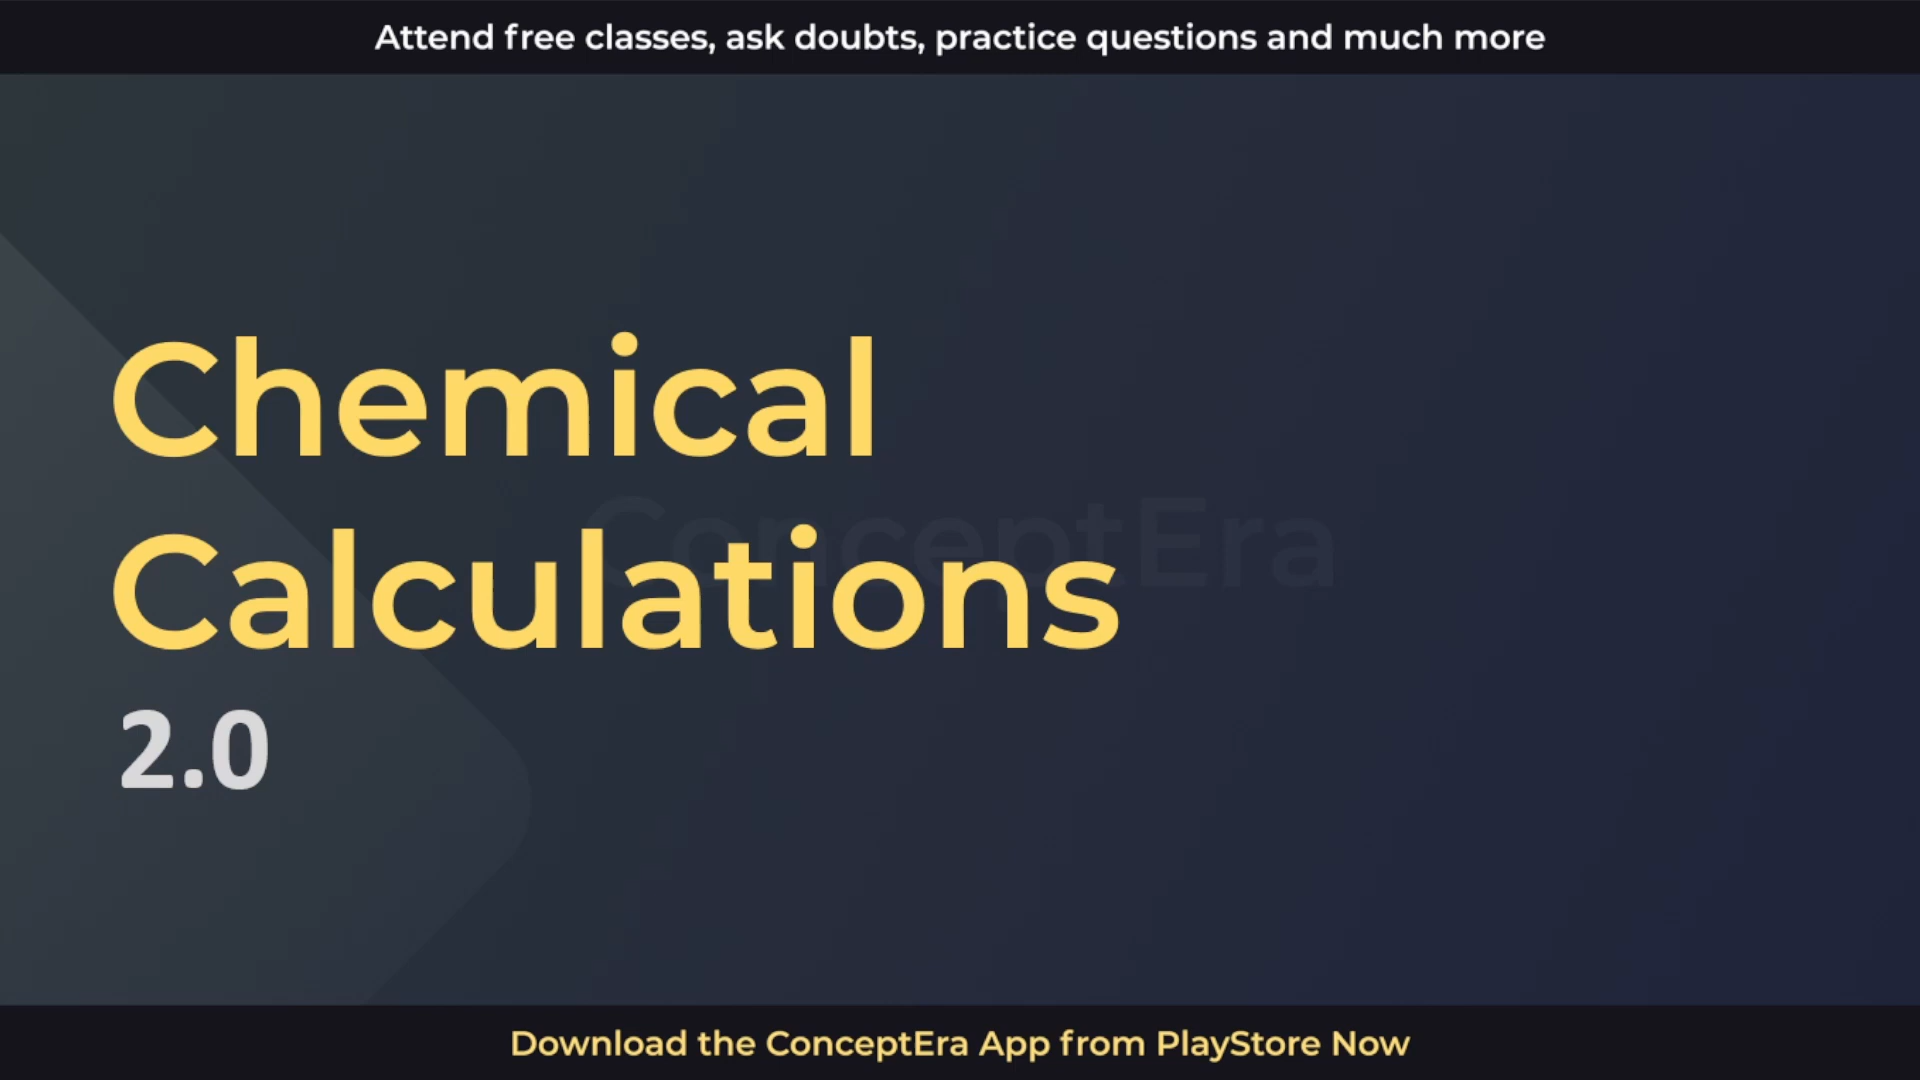 Attend free classes, ask doubts, practice questions and much more
Chemical
ConceptEra
Calculations
2.0
Download the ConceptEra App from PlayStore Now